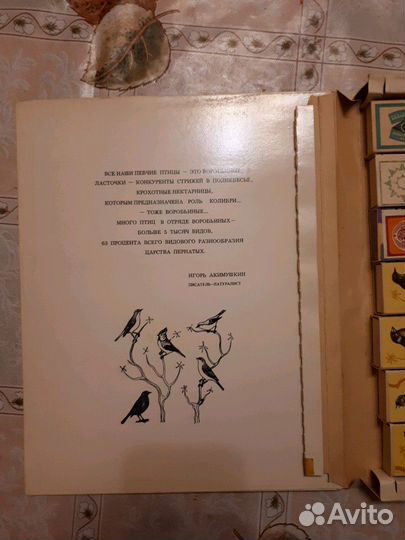 ВСЕ НАШИ ПЕВЧИЕ ПТИЦЫ — ЭТО ВОРОБЬИНЫЕ.
ЛАСТОЧКИ — КОНКУРЕНТЫ СТРИЖЕЙ В ПОДНЕБЕСЬЕ,
КРОХОТНЫЕ НЕКТАРНИЦЫ,
КОТОРЫМ ПРЕДНАЗНАЧЕНА РОЛЬ КОЛИБРИ...
— ТОЖЕ ВОРОБЬИНЫЕ...
МНОГО ПТИЦ В ОТРЯДЕ ВОРОБЬИНЫХ—
БОЛЬШЕ 5 ТЫСЯЧ ВИДОВ,
63 ПРОЦЕНТА ВСЕГО ВИДОВОГО РАЗНООБРАЗИЯ
ЦАРСТВА ПЕРНАТЫХ.
ИГОРЬ АКИМУШКИН
ПИСАТЕЛЬ—НАТУРАЛИСТ
Avito